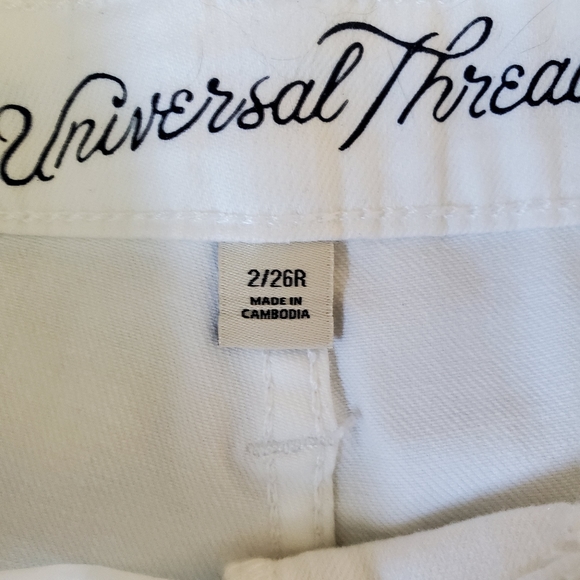 Universal Threa
2/26R
MADE IN
CAMBODIA